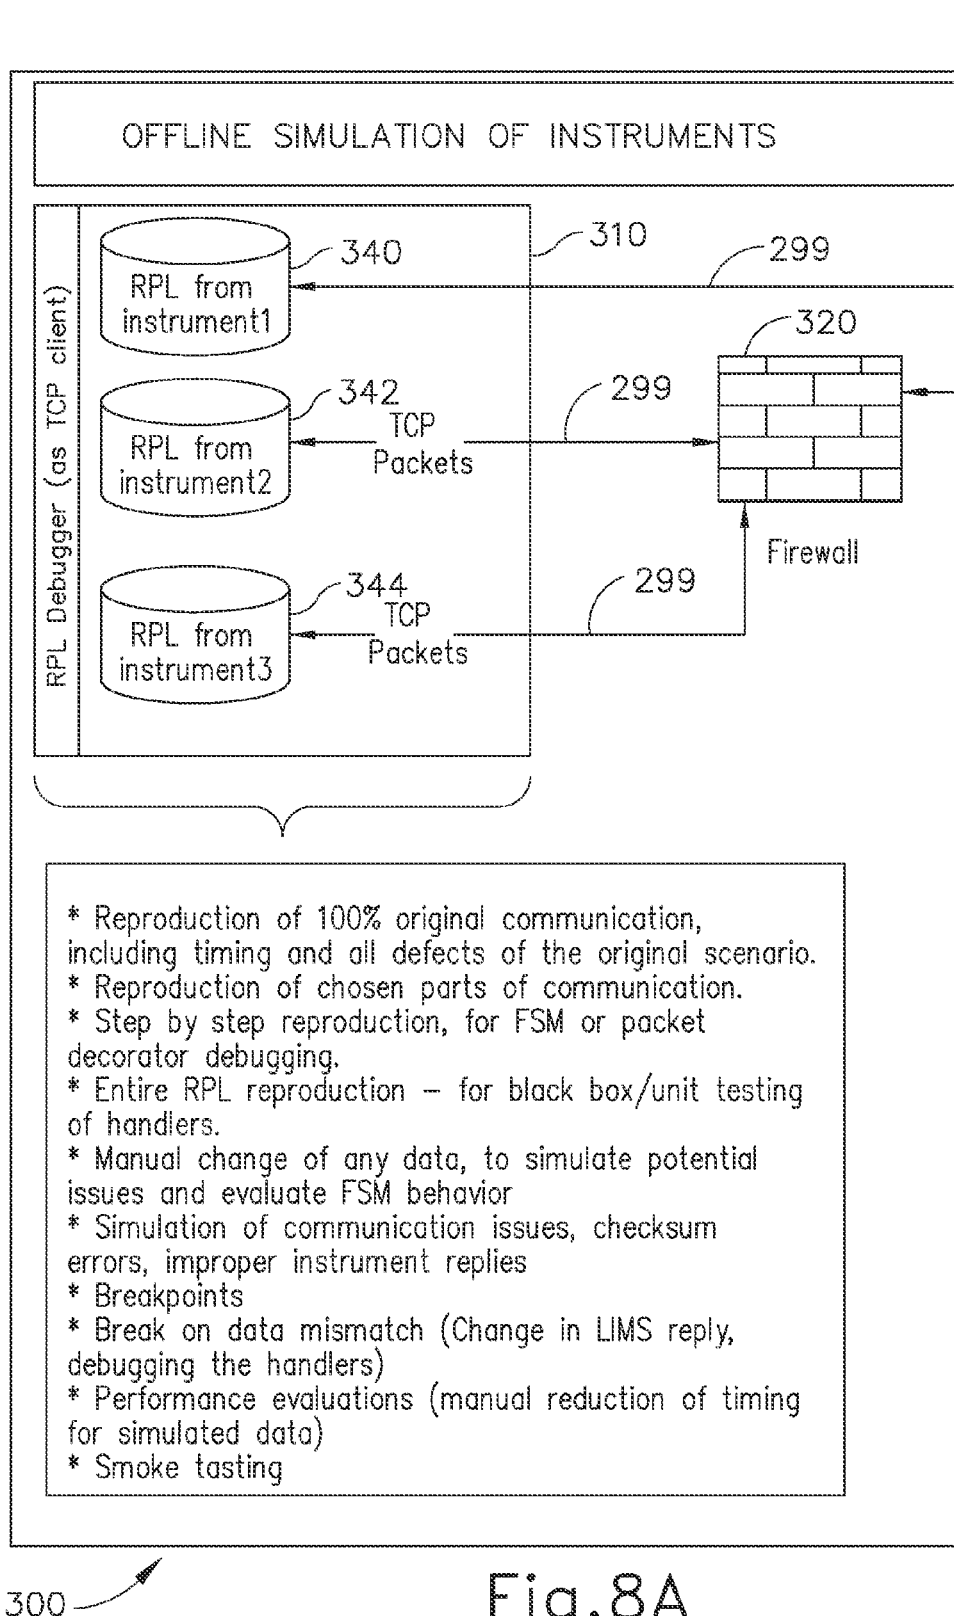 OFFLINE SIMULATION OF INSTRUMENTS
RPL Debugger (as TCP client)
340
RPL from
instrument1
310
299
320
342
RPL from
instrument2
TCP
Packets
299
Firewall
344
RPL from
instrument3
TCP
Packets
299
* Reproduction of 100% original communication,
including timing and all defects of the original scenario.
* Reproduction of chosen parts of communication.
* Step by step reproduction, for FSM or packet
decorator debugging.
* Entire RPL reproduction – for black box/unit testing
of handlers.
* Manual change of any data, to simulate potential
issues and evaluate FSM behavior
* Simulation of communication issues, checksum
errors, improper instrument replies
* Breakpoints
* Break on data mismatch (Change in LIMS reply,
debugging the handlers)
* Performance evaluations (manual reduction of timing
for simulated data)
* Smoke tasting
300
Fig.8A